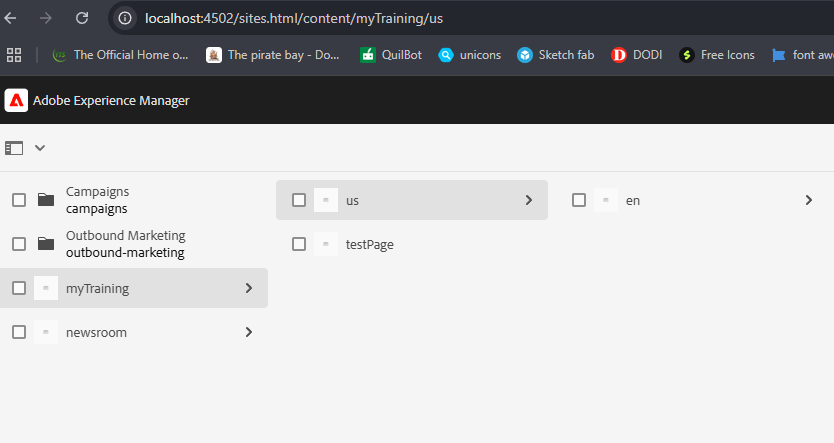 localhost:4502/sites.html/content/myTraining/us
The Official Home o...
The pirate bay - Do...
QuilBot
unicons
Sketch fab
DODI
Free Icons
font awe
Adobe Experience Manager
Campaigns
campaigns
Outbound Marketing
outbound-marketing
myTraining
newsroom
us
testPage
en